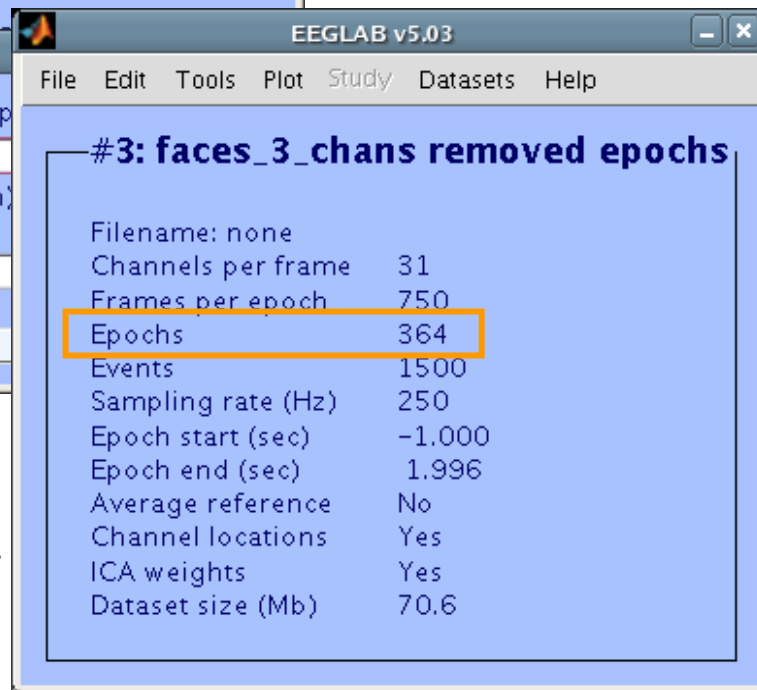 EEGLAB v5.03
File Edit Tools Plot Study Datasets Help
#3: faces_3_chans removed epochs
Filename: none
Channels per frame 31
Frames per epoch 750
Epochs 364
Events 1500
Sampling rate (Hz) 250
Epoch start (sec) -1.000
Epoch end (sec) 1.996
Average reference No
Channel locations Yes
ICA weights Yes
Dataset size (Mb) 70.6